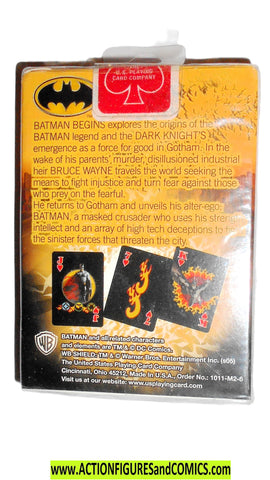 U.S. PLAYING
CARD COMPANY
BATMAN BEGINS explores the origins of the
BATMAN legend and the DARK KNIGHT'S
emergence as a force for good in Gotham. In the
wake of his parents' murder, disillusioned industrial
heir BRUCE WAYNE travels the world seeking the
means to fight injustice and turn fear against those
who prey on the fearful.
He returns to Gotham and unveils his alter-ego:
BATMAN, a masked crusader who uses his strength,
intellect and an array of high tech deceptions to fight
the sinister forces that threaten the city.
J
J
J
J
WB
BATMAN and all related characters
and elements are TM & © DC Comics.
WB SHIELD: TM & © Warner Bros. Entertainment Inc. (s05)
The United States Playing Card Company
Cincinnati, Ohio 45212. Made in U.S.A. Order No. 1011-M2-6
Visit us at www.usplayingcard.com
www.ACTIONFIGURESandCOMICS.com